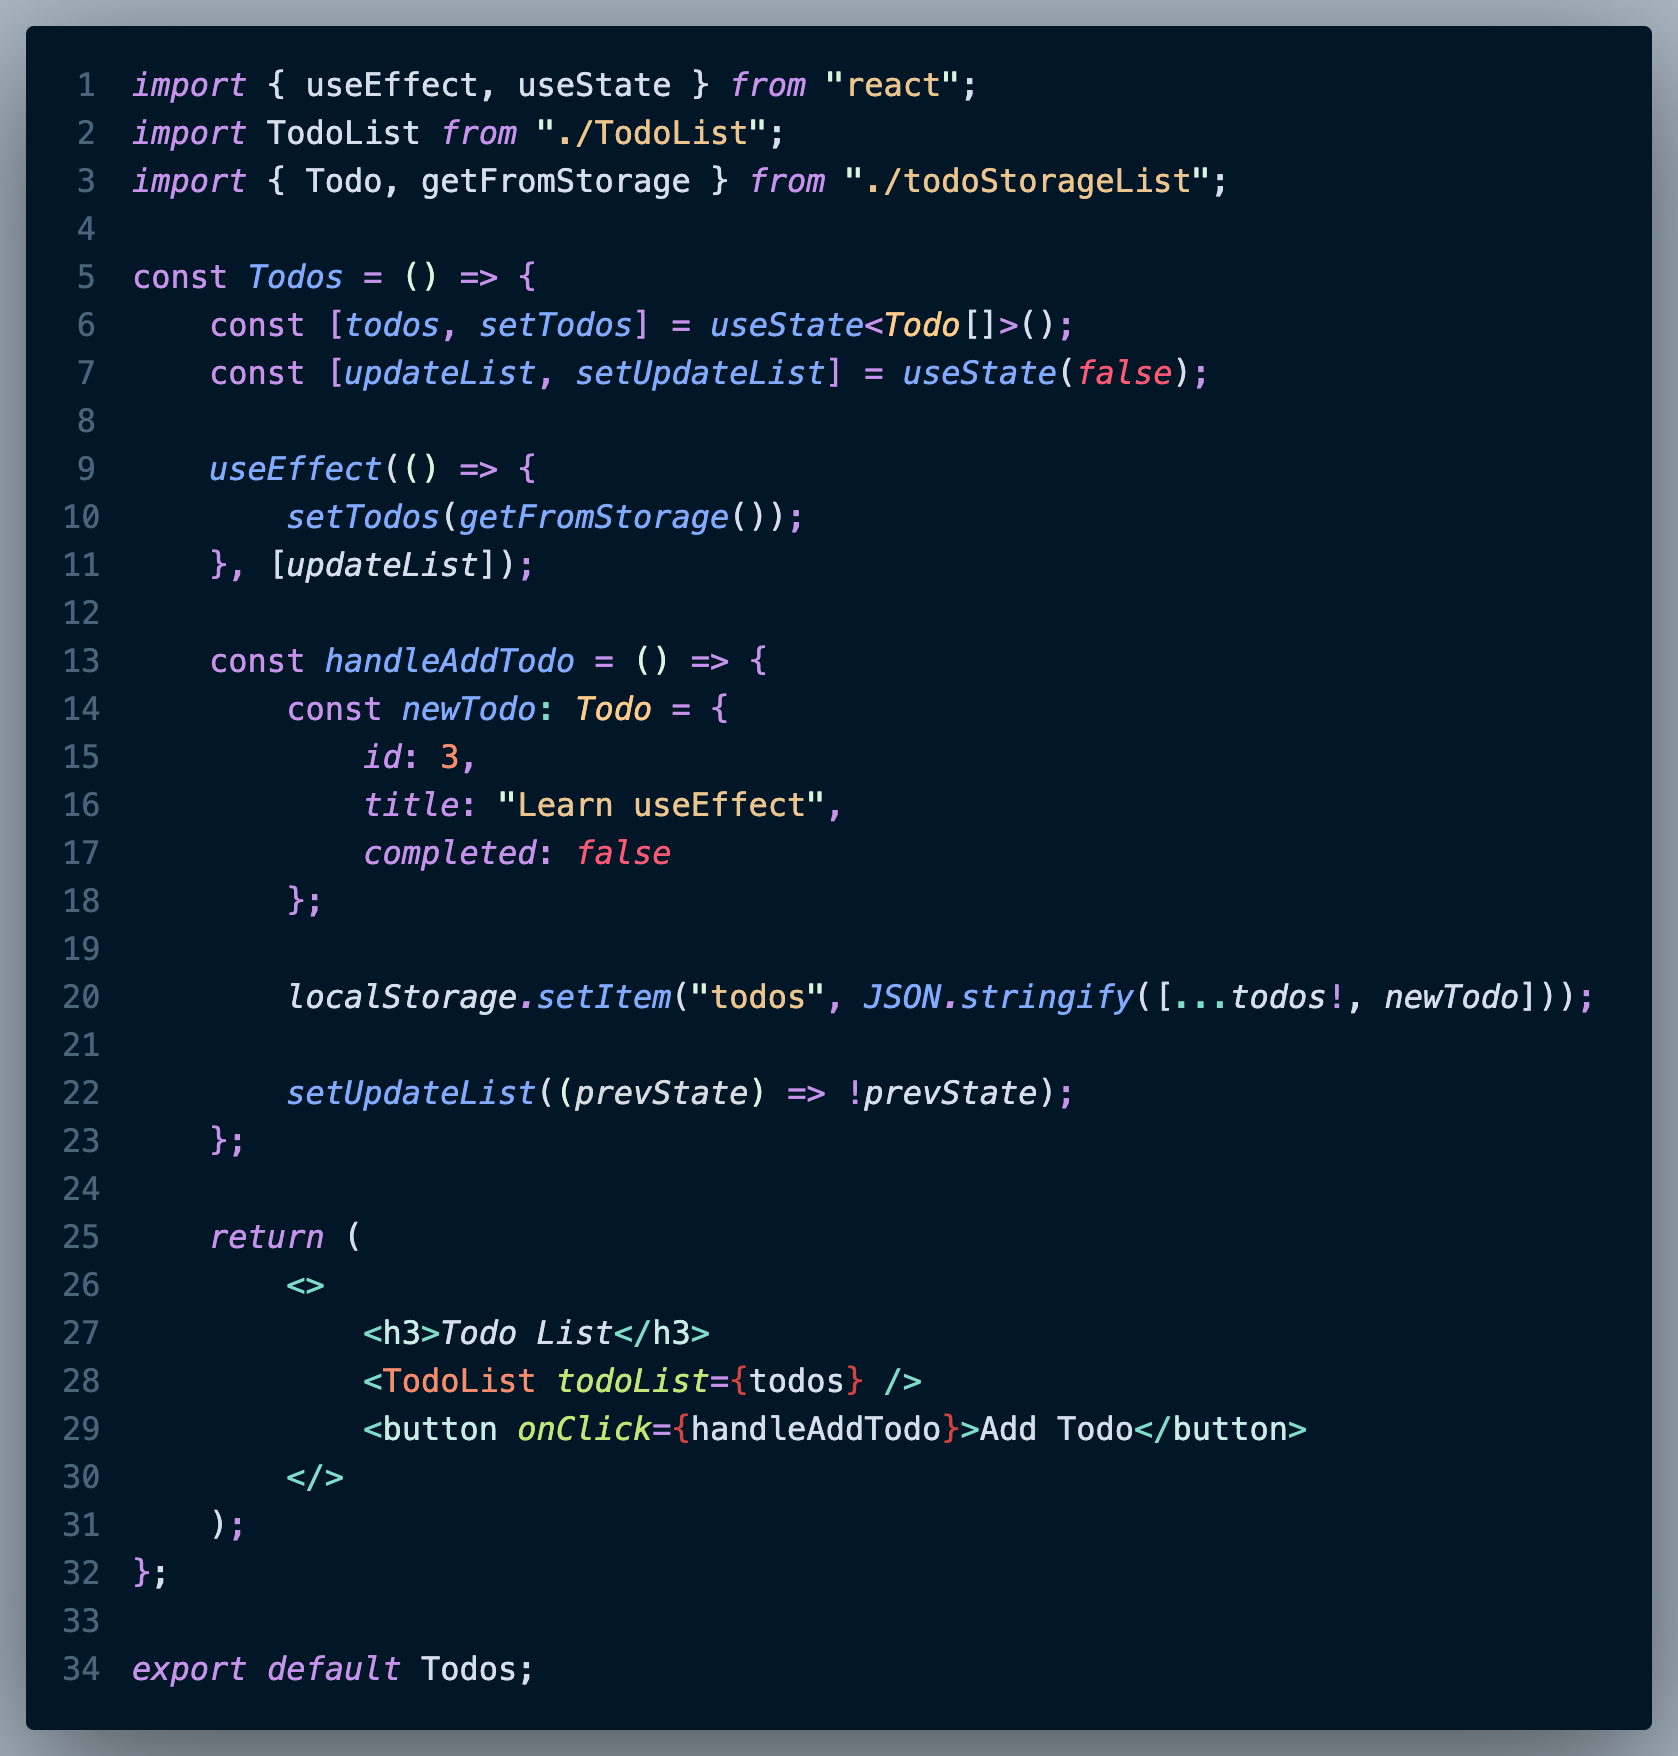 1 import { useEffect, useState } from "react";
2 import TodoList from "./TodoList";
3 import { Todo, getFromStorage } from "./todoStorageList";
4
5 const Todos = () => {
6     const [todos, setTodos] = useState<Todo[]>();
7     const [updateList, setUpdateList] = useState(false);
8
9     useEffect(() => {
10         setTodos(getFromStorage());
11     }, [updateList]);
12
13     const handleAddTodo = () => {
14         const newTodo: Todo = {
15             id: 3,
16             title: "Learn useEffect",
17             completed: false
18         };
19
20         localStorage.setItem("todos", JSON.stringify([...todos!, newTodo]));
21
22         setUpdateList((prevState) => !prevState);
23     };
24
25     return (
26         <>
27             <h3>Todo List</h3>
28             <TodoList todoList={todos} />
29             <button onClick={handleAddTodo}>Add Todo</button>
30         </>
31     );
32 };
33
34 export default Todos;